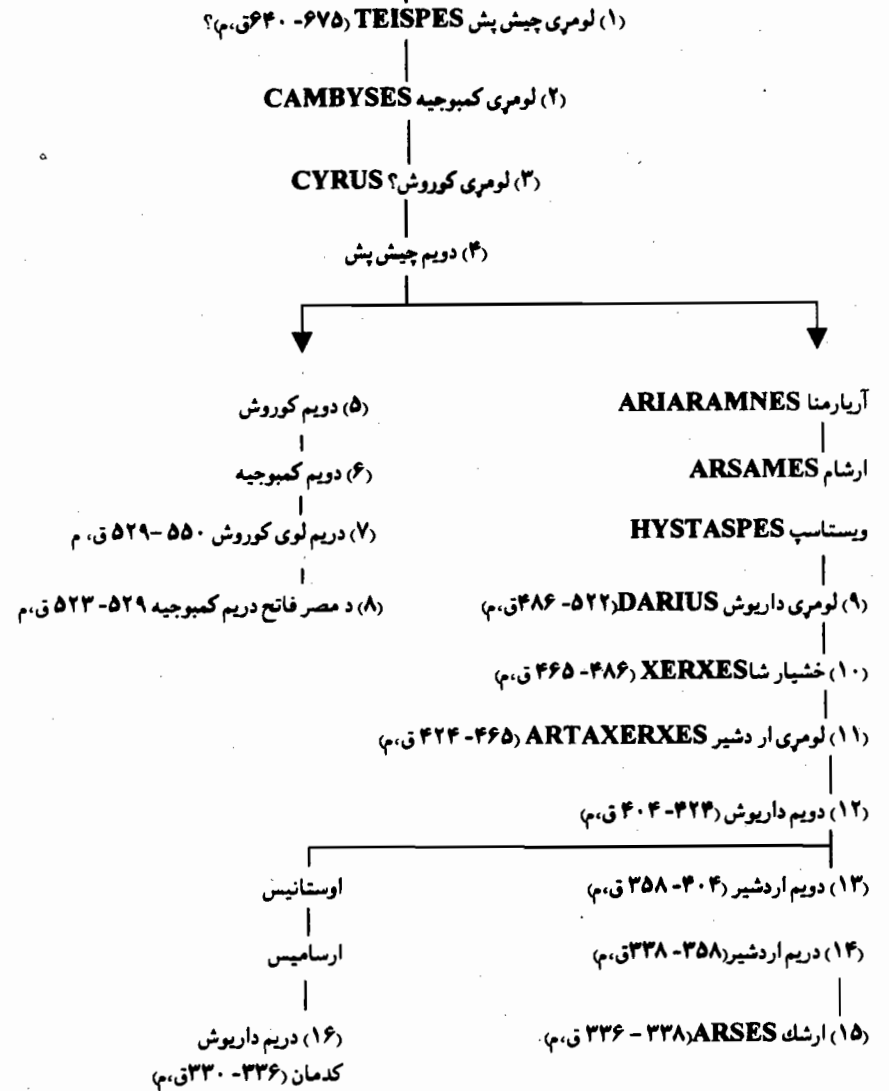 (۱) لومړی چیش پش TEISPES (۶۷۵- ۶۴۰ق،م)؟
(۲) لومړی کمبوجیه CAMBYSES
(۳) لومړی کوروش؟ CYRUS
(۴) دویم چیش پش
آریارمنا ARIARAMNES
(۵) دویم کوروش
ارشام ARSAMES
(۶) دویم کمبوجیه
ویستاسپ HYSTASPES
(۷) دریم لوی کوروش ۵۵۰ -۵۲۹ ق، م
(۹) لومړی داریوش DARIUS(۵۲۲- ۴۸۶ق،م)
(۸) د مصر فاتح دریم کمبوجیه ۵۲۹- ۵۲۳ ق،م
(۱۰) خشیار شاXERXES (۴۸۶- ۴۶۵ ق،م)
(۱۱) لومړی ار دشیر ARTAXERXES (۴۶۵- ۴۲۴ ق،م)
(۱۲) دویم داریوش (۴۲۴- ۴۰۴ ق،م)
(۱۳) دویم اردشیر (۴۰۴- ۳۵۸ ق،م)
اوستانیس
(۱۴) دریم اردشیر(۳۵۸- ۳۳۸ق،م)
ارسامیس
(۱۵) ارشك ARSES(۳۳۸ - ۳۳۶ ق،م)
(۱۶) دریم داریوش
کدمان (۳۳۶- ۳۳۰ق،م)